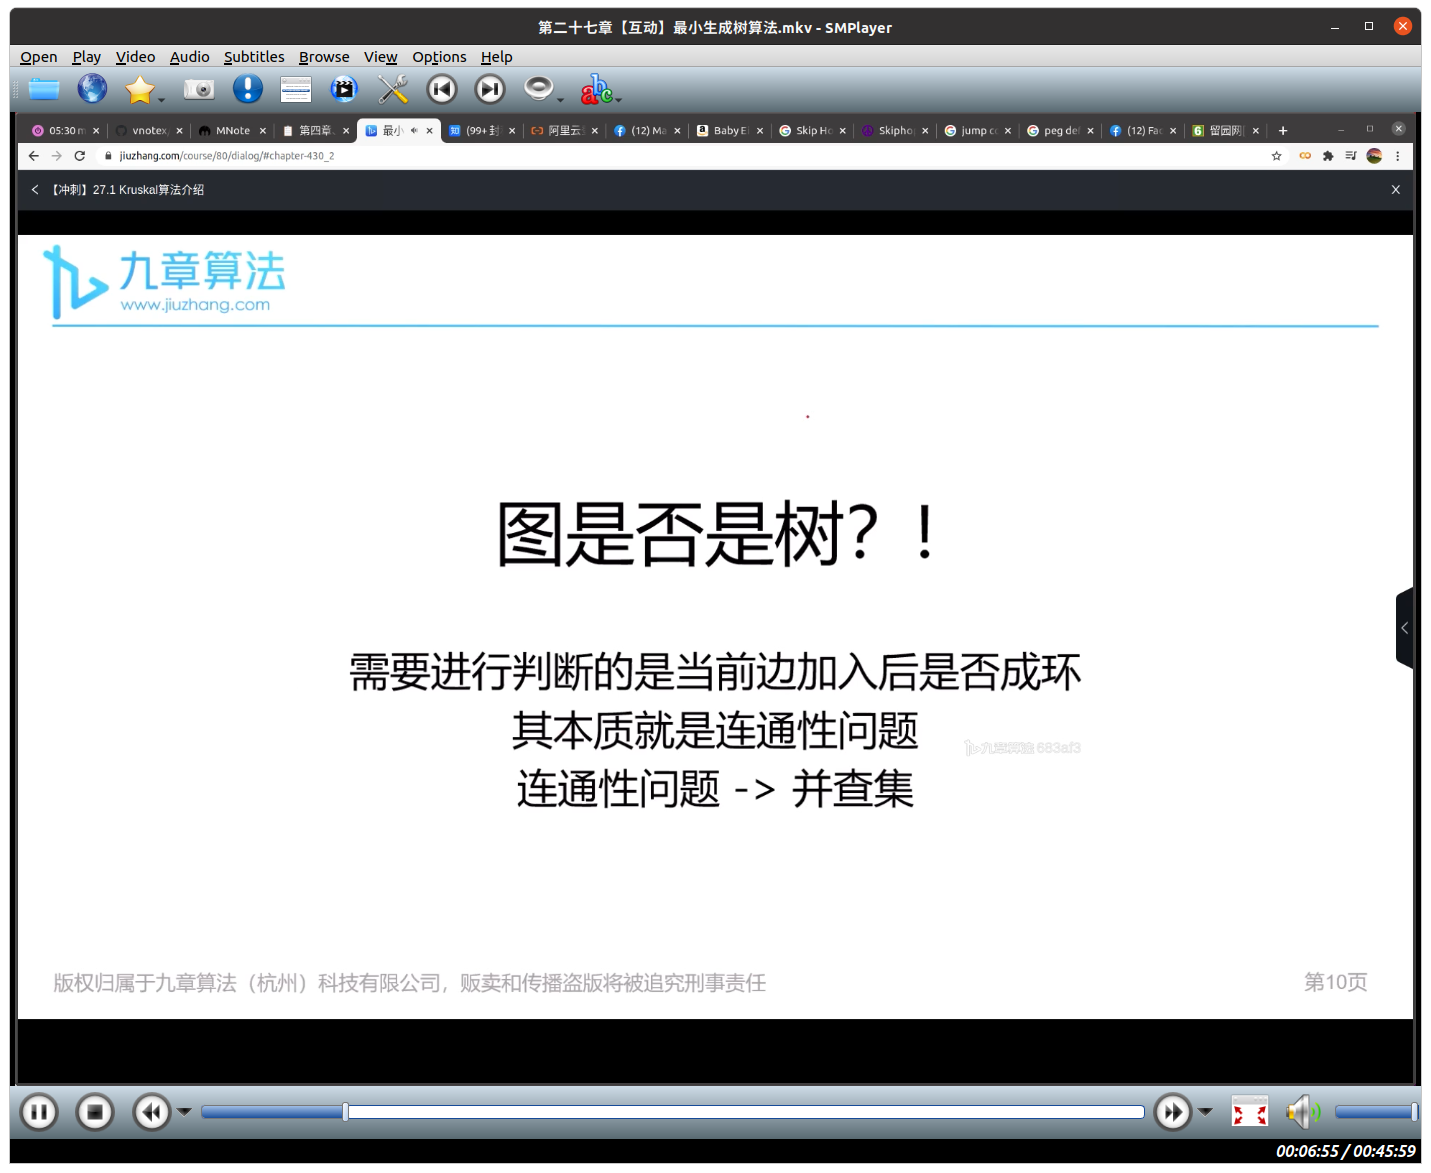 第二十七章【互动】最小生成树算法.mkv - SMPlayer
Open Play Video Audio Subtitles Browse View Options Help
abc
05:30 m vnotex, MNote 第四章、 最小 (99+ 封 阿里云 (12) Ma Baby Ei Skip Ho Skiphop jump co peg def (12) Fac 留园网
jiuzhang.com/course/80/dialog/#chapter-430_2
【冲刺】27.1 Kruskal算法介绍
九章算法
www.jiuzhang.com
图是否是树？！
需要进行判断的是当前边加入后是否成环
其本质就是连通性问题
九章算法 683af3
连通性问题 -> 并查集
版权归属于九章算法（杭州）科技有限公司，贩卖和传播盗版将被追究刑事责任
第10页
00:06:55 / 00:45:59